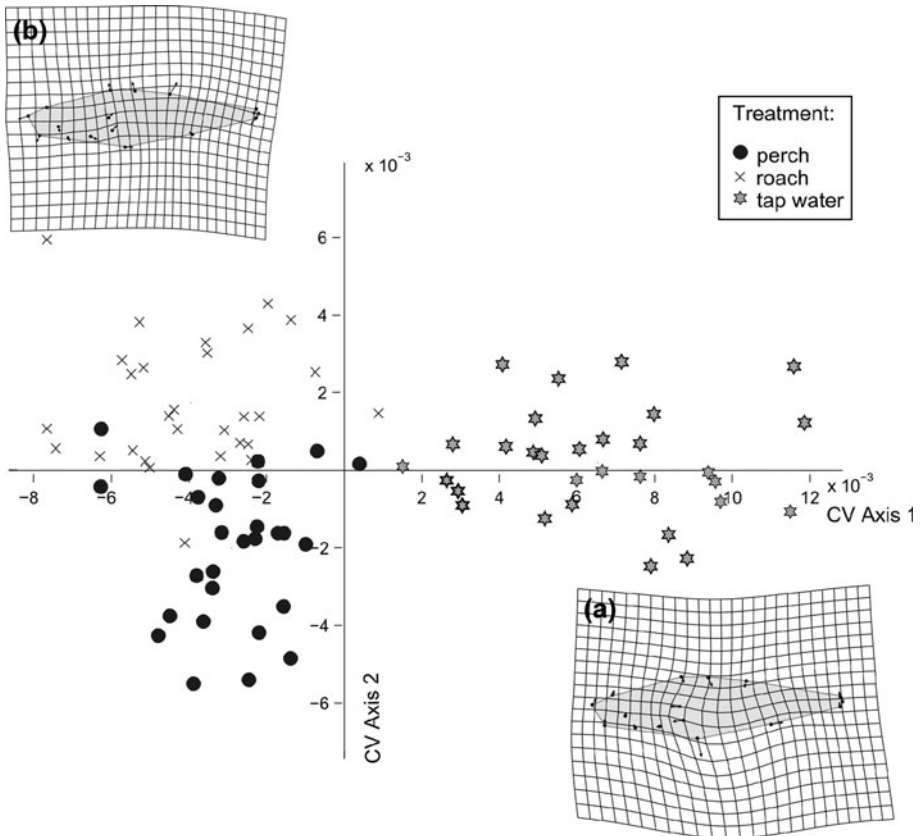 (b)
Treatment:
perch
roach
tap water
x 10⁻³
6
4
2
−8 −6 −4 −2 2 4 6 8 10 12 x 10⁻³
CV Axis 1
−2
−4
−6
CV Axis 2
(a)